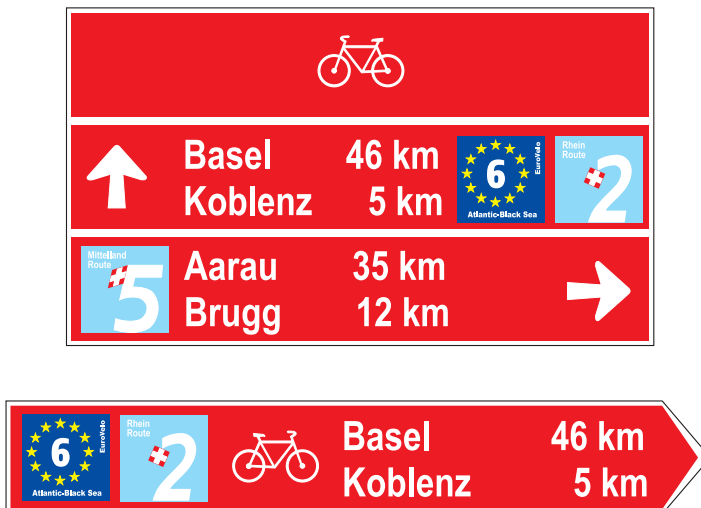 Basel 46 km
Koblenz 5 km
6
EuroVelo
Atlantic-Black Sea
Rhein
Route
2
Mittelland
Route
5
Aarau 35 km
Brugg 12 km
6
EuroVelo
Atlantic-Black Sea
Rhein
Route
2
Basel 46 km
Koblenz 5 km